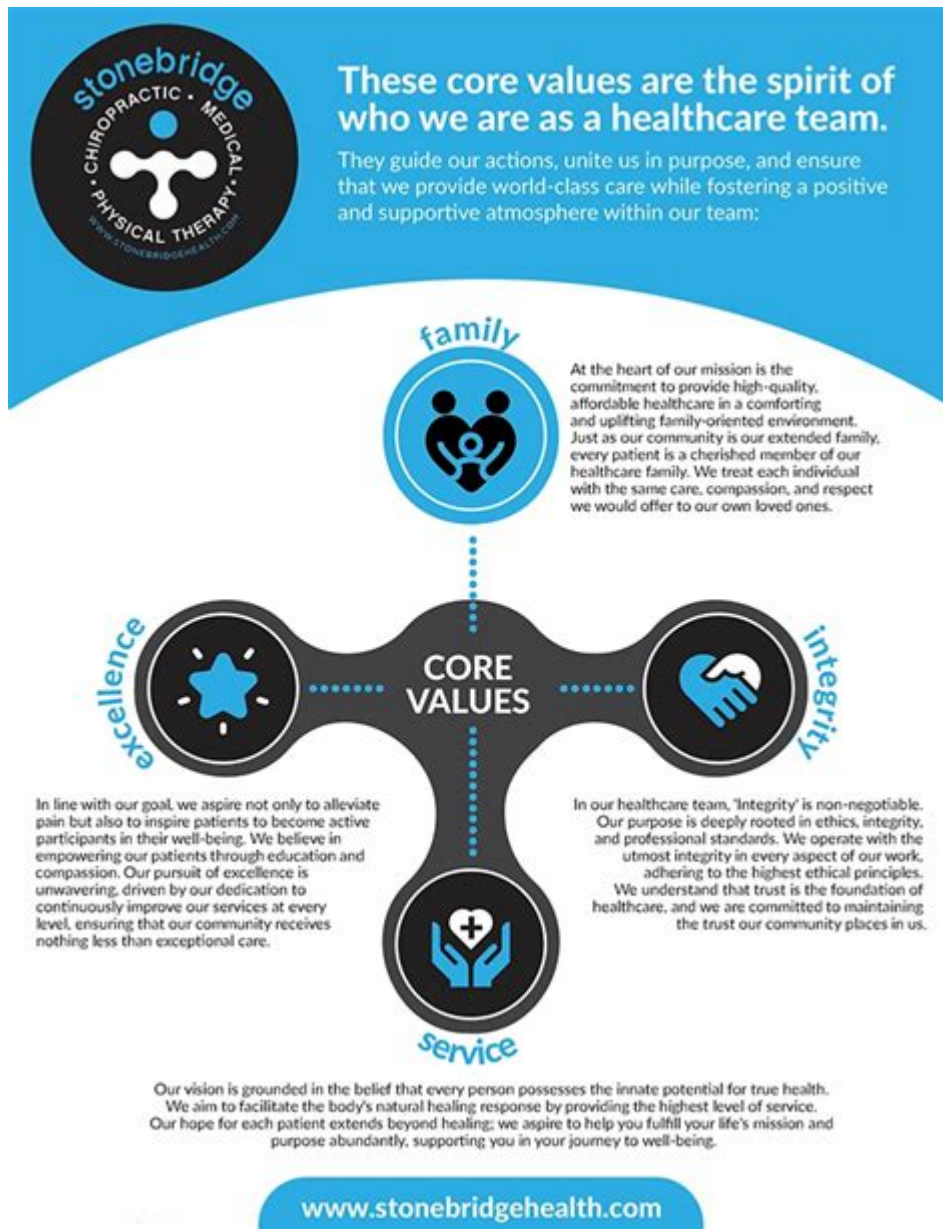 stonebridge
CHIROPRACTIC • MEDICAL •
PHYSICAL THERAPY •
WWW.STONEBRIDGEHEALTH.COM
These core values are the spirit of
who we are as a healthcare team.
They guide our actions, unite us in purpose, and ensure
that we provide world-class care while fostering a positive
and supportive atmosphere within our team:
family
At the heart of our mission is the
commitment to provide high-quality,
affordable healthcare in a comforting
and uplifting family-oriented environment.
Just as our community is our extended family,
every patient is a cherished member of our
healthcare family. We treat each individual
with the same care, compassion, and respect
we would offer to our own loved ones.
CORE
VALUES
excellence
In line with our goal, we aspire not only to alleviate
pain but also to inspire patients to become active
participants in their well-being. We believe in
empowering our patients through education and
compassion. Our pursuit of excellence is
unwavering, driven by our dedication to
continuously improve our services at every
level, ensuring that our community receives
nothing less than exceptional care.
integrity
In our healthcare team, 'Integrity' is non-negotiable.
Our purpose is deeply rooted in ethics, integrity,
and professional standards. We operate with the
utmost integrity in every aspect of our work,
adhering to the highest ethical principles.
We understand that trust is the foundation of
healthcare, and we are committed to maintaining
the trust our community places in us.
service
Our vision is grounded in the belief that every person possesses the innate potential for true health.
We aim to facilitate the body's natural healing response by providing the highest level of service.
Our hope for each patient extends beyond healing; we aspire to help you fulfill your life's mission and
purpose abundantly, supporting you in your journey to well-being.
www.stonebridgehealth.com